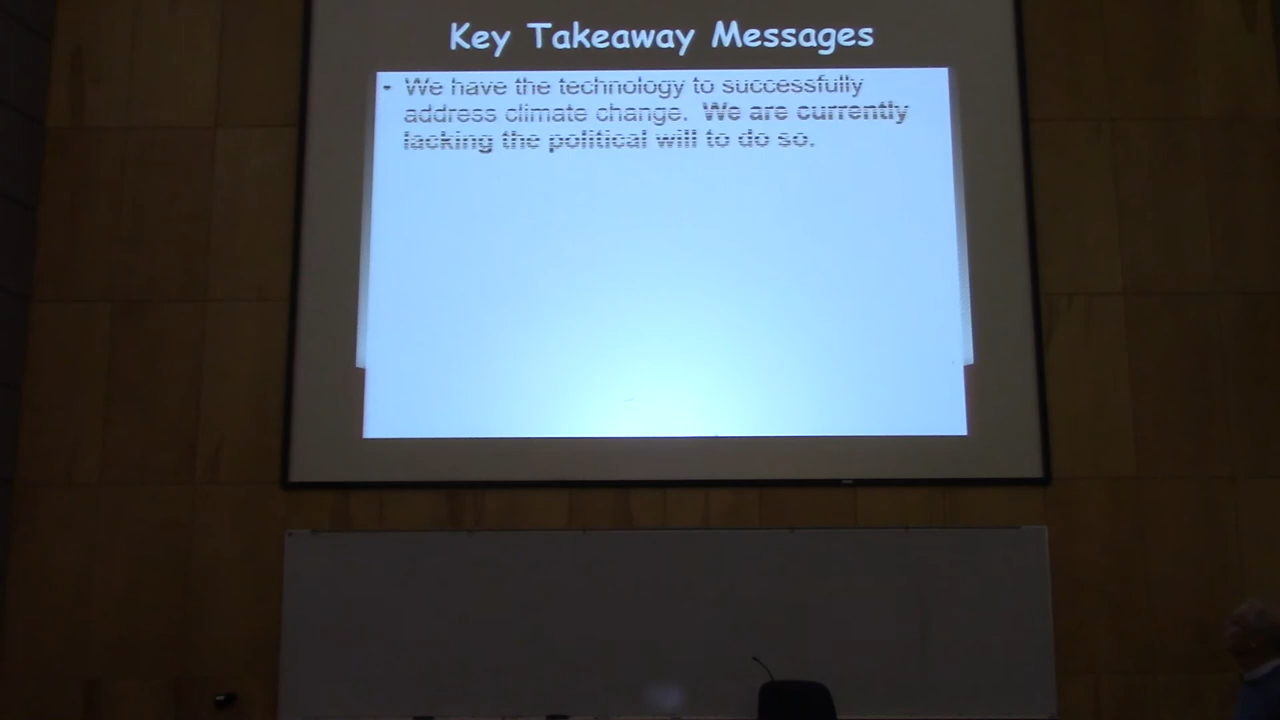 Key Takeaway Messages
• We have the technology to successfully
address climate change. We are currently
lacking the political will to do so.